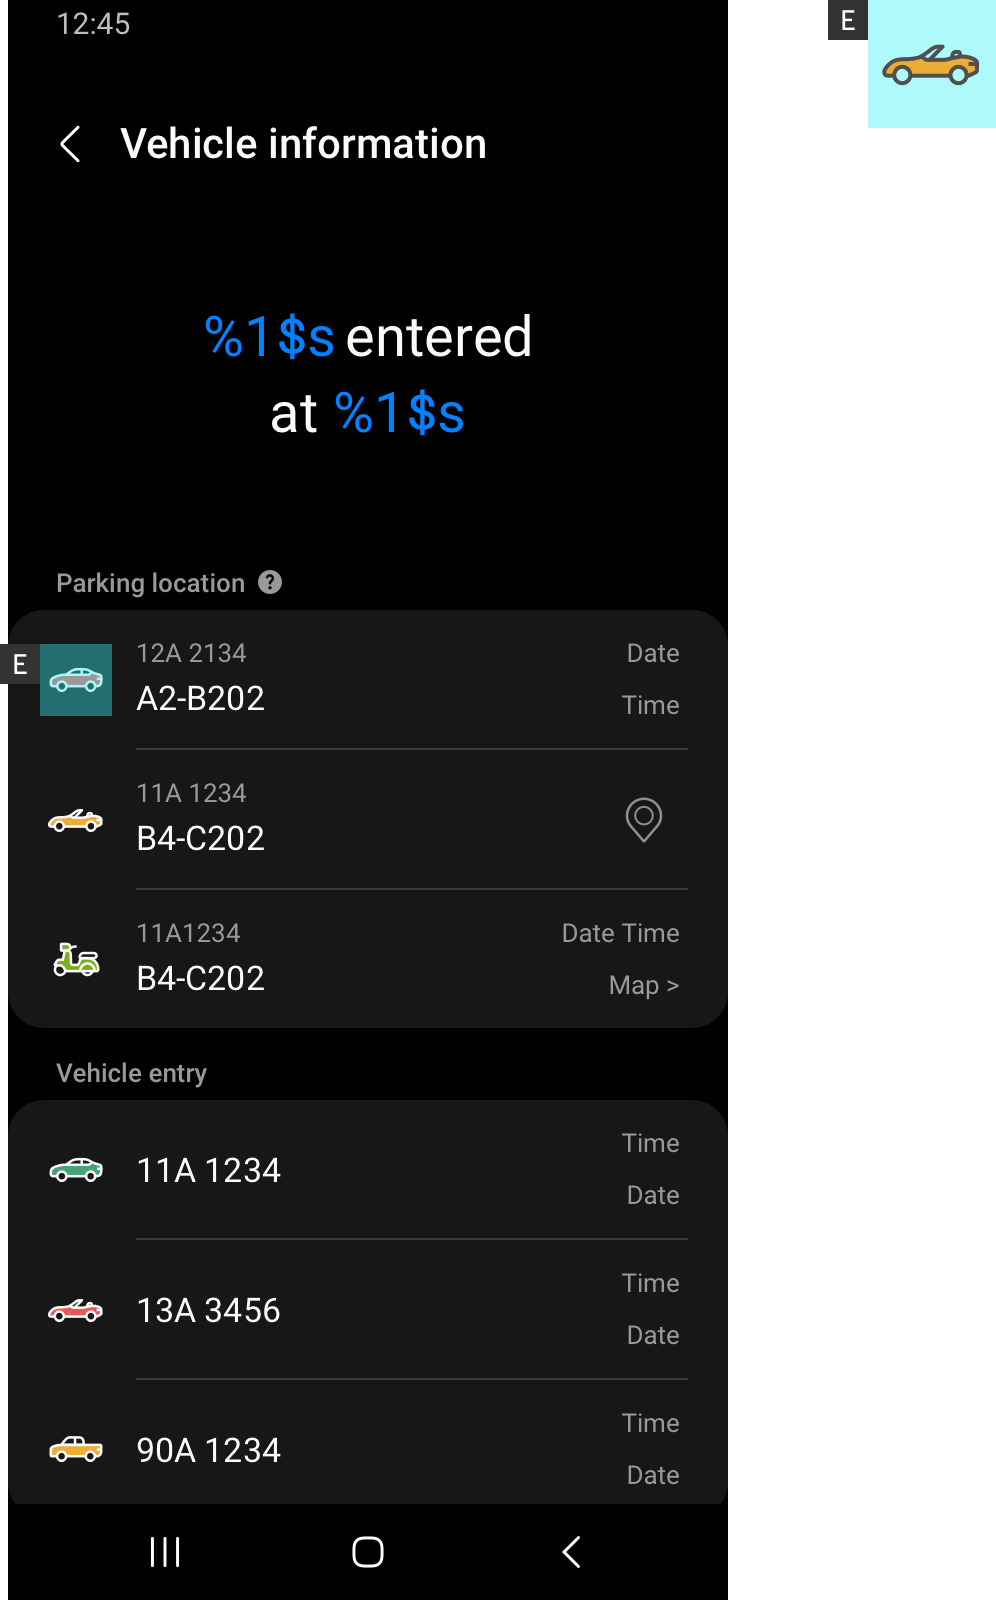 12:45
E
Vehicle information
%1$s entered
at %1$s
Parking location ?
E
12A 2134
Date
A2-B202
Time
11A 1234
B4-C202
11A1234
Date Time
B4-C202
Map >
Vehicle entry
Time
11A 1234
Date
Time
13A 3456
Date
Time
90A 1234
Date